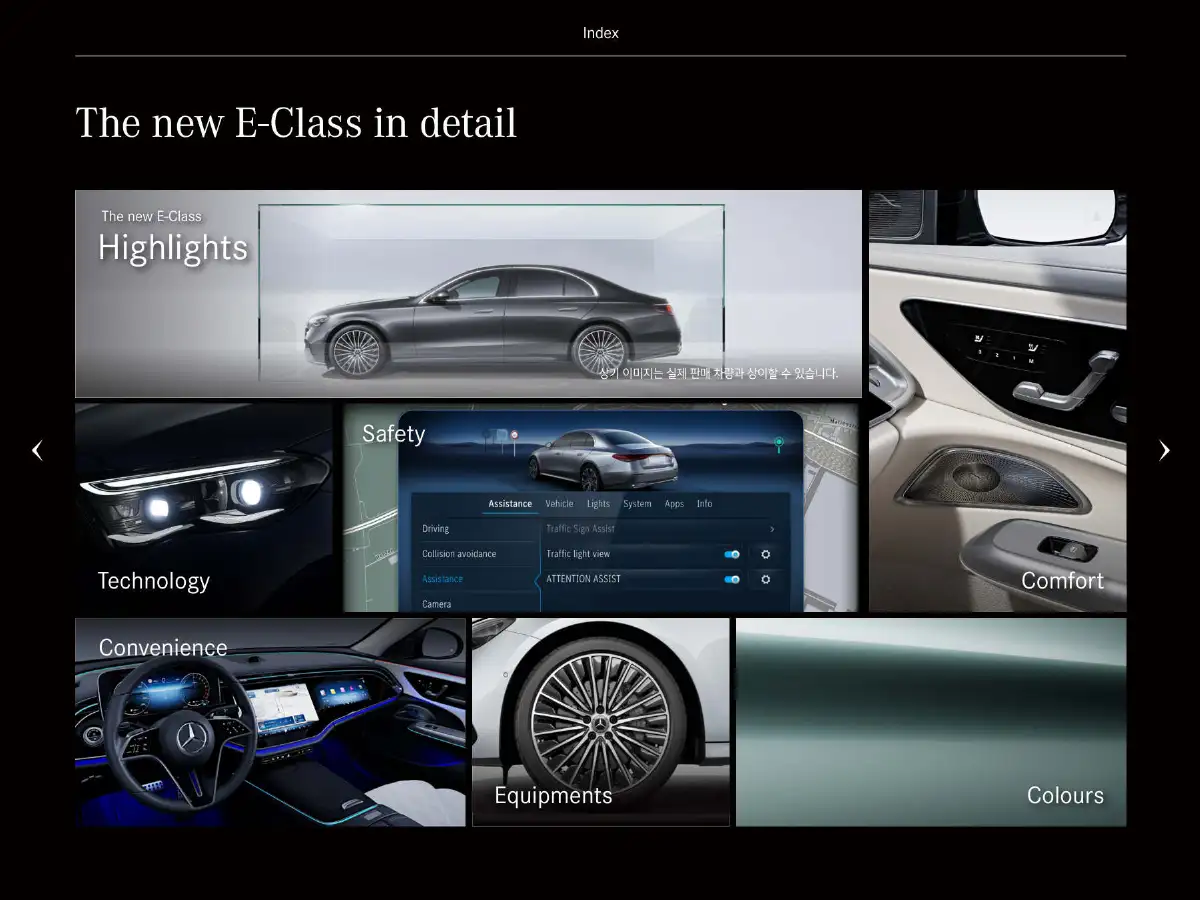 Index
The new E-Class in detail
The new E-Class
Highlights
상기 이미지는 실제 판매 차량과 상이할 수 있습니다.
Safety
Assistance Vehicle Lights System Apps Info
Driving
Traffic Sign Assist
Collision avoidance
Traffic light view
Assistance
ATTENTION ASSIST
Camera
Technology
Comfort
Convenience
Equipments
Colours